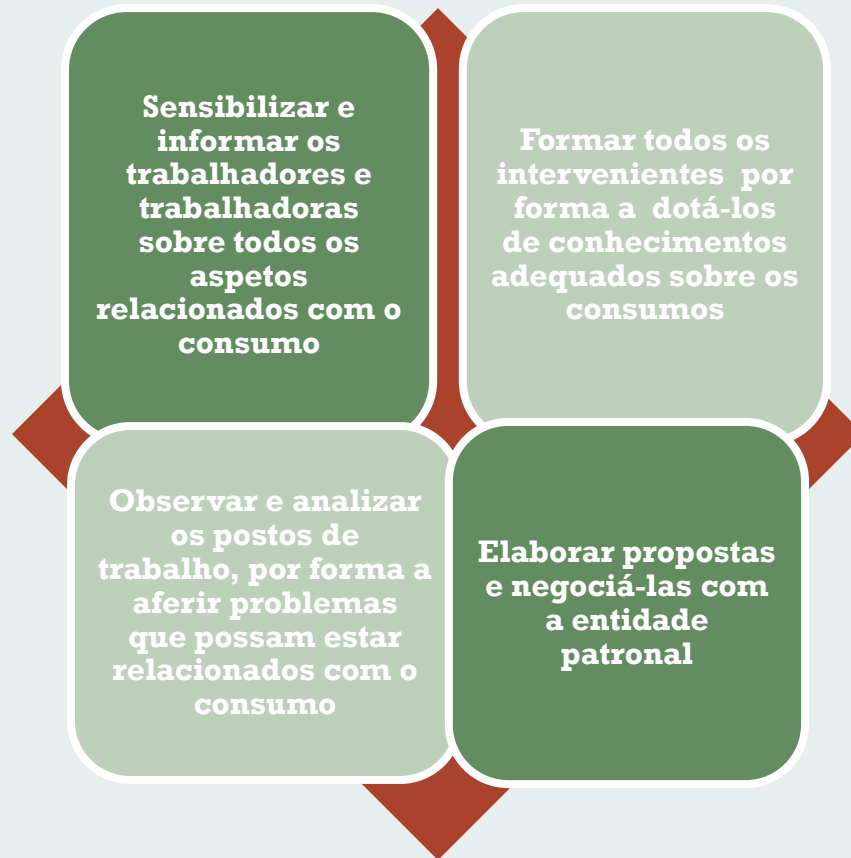 Sensibilizar e
informar os
trabalhadores e
trabalhadoras
sobre todos os
aspetos
relacionados com o
consumo
Formar todos os
intervenientes por
forma a dotá-los
de conhecimentos
adequados sobre os
consumos
Observar e analizar
os postos de
trabalho, por forma a
aferir problemas
que possam estar
relacionados com o
consumo
Elaborar propostas
e negociá-las com
a entidade
patronal